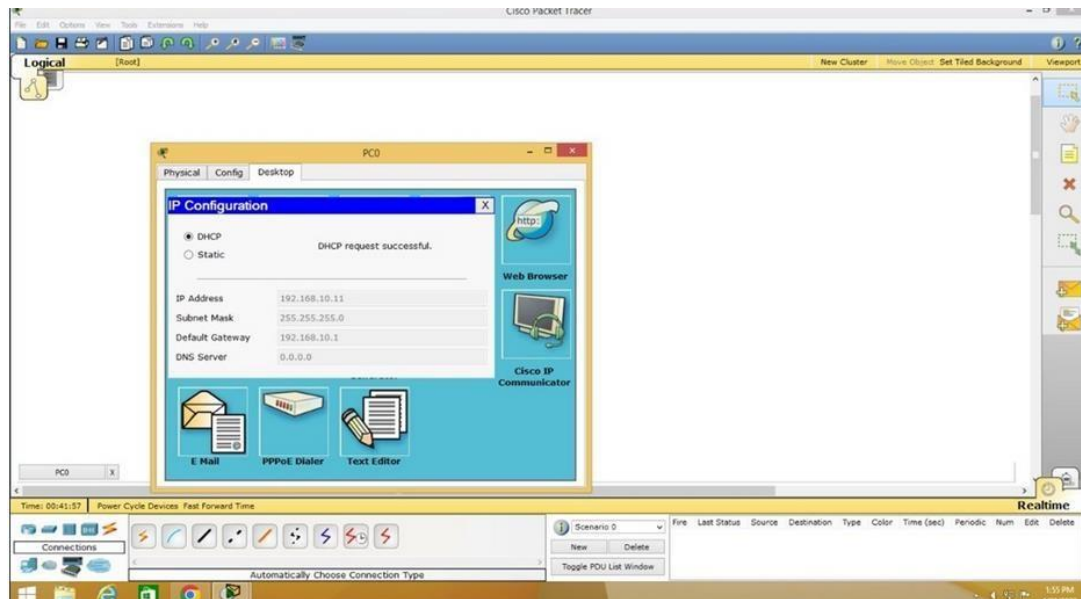 Cisco Packet Tracer
File Edit Options View Tools Extensions Help
Logical [Root] New Cluster Move Object Set Tiled Background Viewport
PC0
Physical Config Desktop
IP Configuration X
DHCP
Static
DHCP request successful.
IP Address 192.168.10.11
Subnet Mask 255.255.255.0
Default Gateway 192.168.10.1
DNS Server 0.0.0.0
http:
Web Browser
Cisco IP
Communicator
E Mail PPPoE Dialer Text Editor
PC0 X
Time: 00:41:57 Power Cycle Devices Fast Forward Time Realtime
Connections
Automatically Choose Connection Type
Scenario 0
New Delete
Toggle PDU List Window
Fire Last Status Source Destination Type Color Time (sec) Periodic Num Edit Delete
1:55 PM